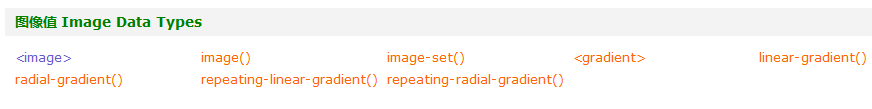 图像值 Image Data Types
<image> image() image-set() <gradient> linear-gradient()
radial-gradient() repeating-linear-gradient() repeating-radial-gradient()